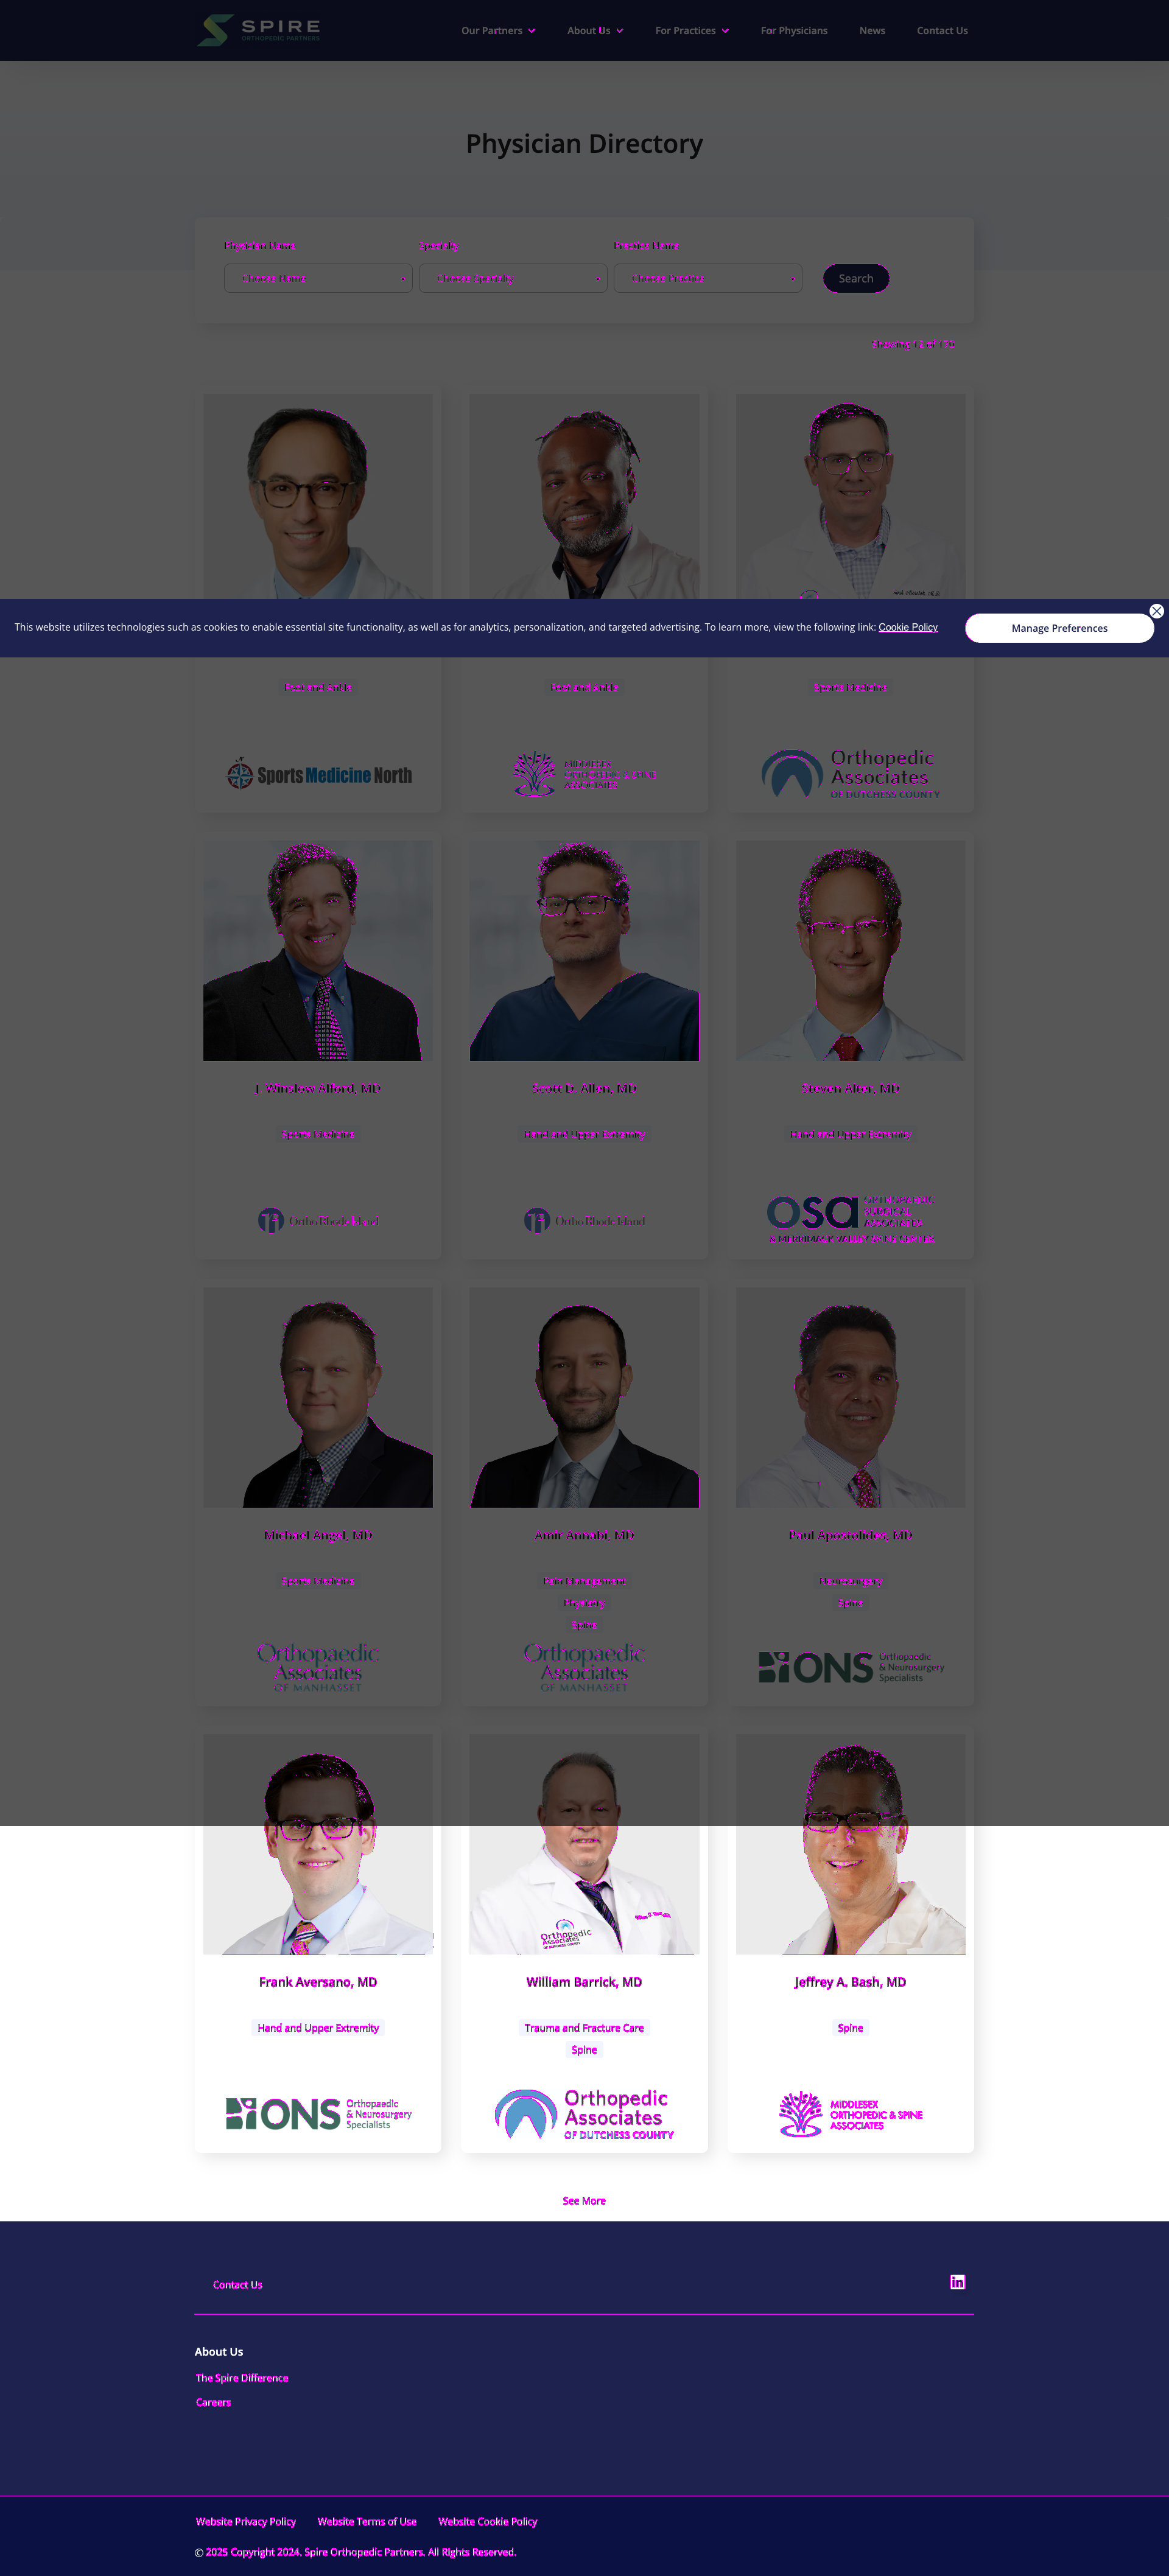 SPIRE
ORTHOPEDIC PARTNERS
Our Partners
About Us
For Practices
For Physicians
News
Contact Us
Physician Directory
Physician Name
Specialty
Practice Name
Choose Name
Choose Specialty
Choose Practice
Search
Showing 12 of 170
This website utilizes technologies such as cookies to enable essential site functionality, as well as for analytics, personalization, and targeted advertising. To learn more, view the following link: Cookie Policy
Manage Preferences
Foot and Ankle
Foot and Ankle
Sports Medicine
Sports Medicine North
MIDDLESEX
ORTHOPEDIC & SPINE
ASSOCIATES
Orthopedic
Associates
OF DUTCHESS COUNTY
J. Winslow Alford, MD
Scott D. Allen, MD
Steven Alter, MD
Sports Medicine
Hand and Upper Extremity
Hand and Upper Extremity
Ortho Rhode Island
Ortho Rhode Island
osa
ORTHOPAEDIC
SURGICAL
ASSOCIATES
& MERRIMACK VALLEY SPINE CENTER
Michael Angel, MD
Amir Annabi, MD
Paul Apostolides, MD
Sports Medicine
Pain Management
Physiatry
Spine
Neurosurgery
Spine
Orthopaedic
Associates
OF MANHASSET
Orthopaedic
Associates
OF MANHASSET
ONS
Orthopaedic
& Neurosurgery
Specialists
Orthopedic
Associates
OF DUTCHESS COUNTY
Frank Aversano, MD
William Barrick, MD
Jeffrey A. Bash, MD
Hand and Upper Extremity
Trauma and Fracture Care
Spine
Spine
ONS
Orthopaedic
& Neurosurgery
Specialists
Orthopedic
Associates
OF DUTCHESS COUNTY
MIDDLESEX
ORTHOPEDIC & SPINE
ASSOCIATES
See More
Contact Us
in
About Us
The Spire Difference
Careers
Website Privacy Policy
Website Terms of Use
Website Cookie Policy
© 2025 Copyright 2024. Spire Orthopedic Partners. All Rights Reserved.